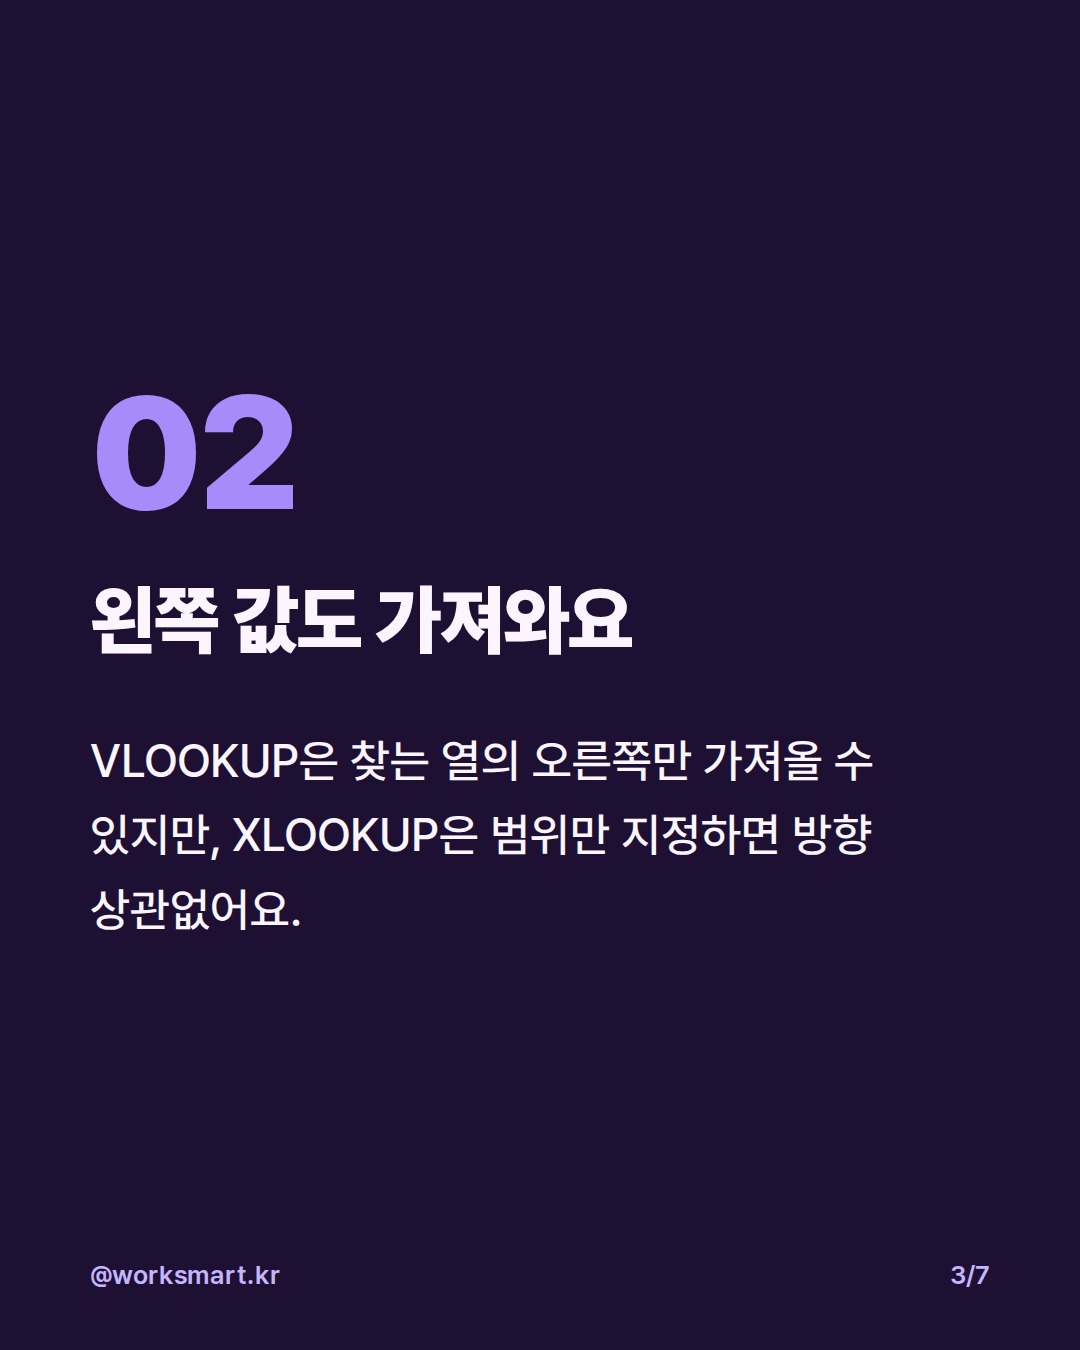 02
왼쪽 값도 가져와요
VLOOKUP은 찾는 열의 오른쪽만 가져올 수
있지만, XLOOKUP은 범위만 지정하면 방향
상관없어요.
@worksmart.kr
3/7